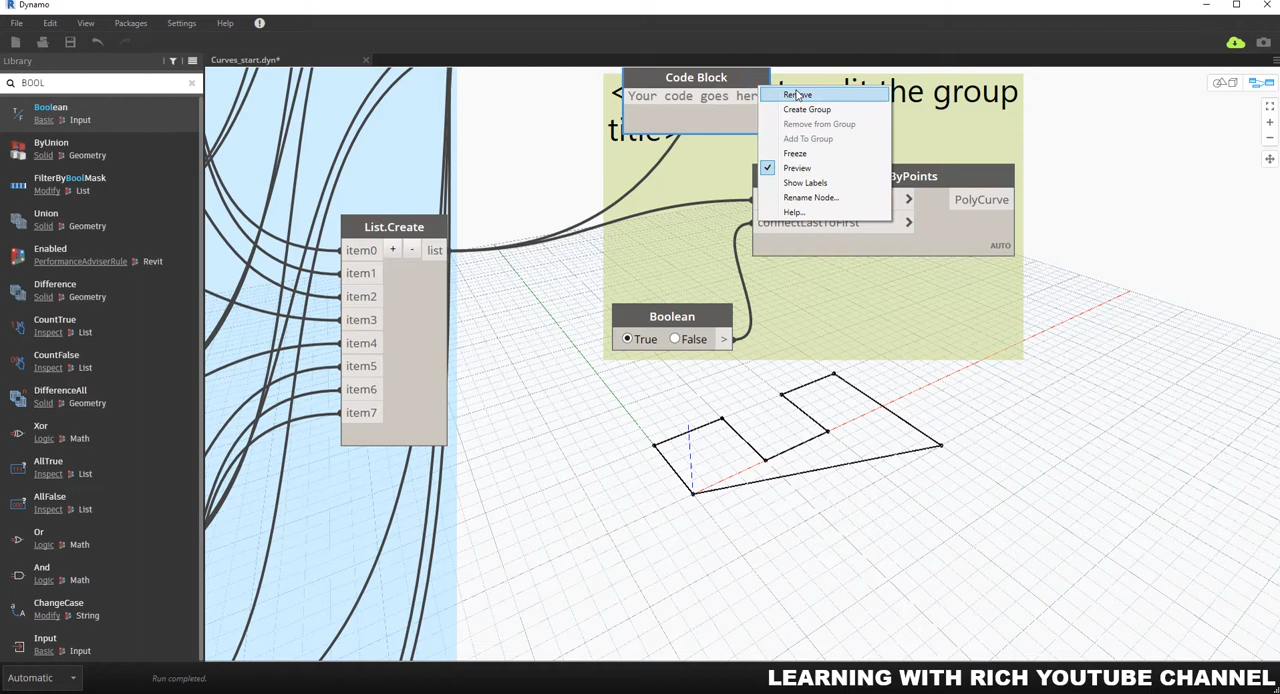 Dynamo
File Edit View Packages Settings Help
Library
Curves_start.dyn*
BOOL
Boolean
Basic Input
ByUnion
Solid Geometry
FilterByBoolMask
Modify List
Union
Solid Geometry
Enabled
PerformanceAdviserRule Revit
Difference
Solid Geometry
CountTrue
Inspect List
CountFalse
Inspect List
DifferenceAll
Solid Geometry
Xor
Logic Math
AllTrue
Inspect List
AllFalse
Inspect List
Or
Logic Math
And
Logic Math
ChangeCase
Modify String
Input
Basic Input
Automatic
Run completed.
List.Create
item0 + - list
item1
item2
item3
item4
item5
item6
item7
Code Block
Your code goes her
< edit the group
title>
Remove
Create Group
Remove from Group
Add To Group
Freeze
Preview
Show Labels
Rename Node...
Help...
ByPoints
> PolyCurve
connectLastToFirst >
AUTO
Boolean
True False >
LEARNING WITH RICH YOUTUBE CHANNEL